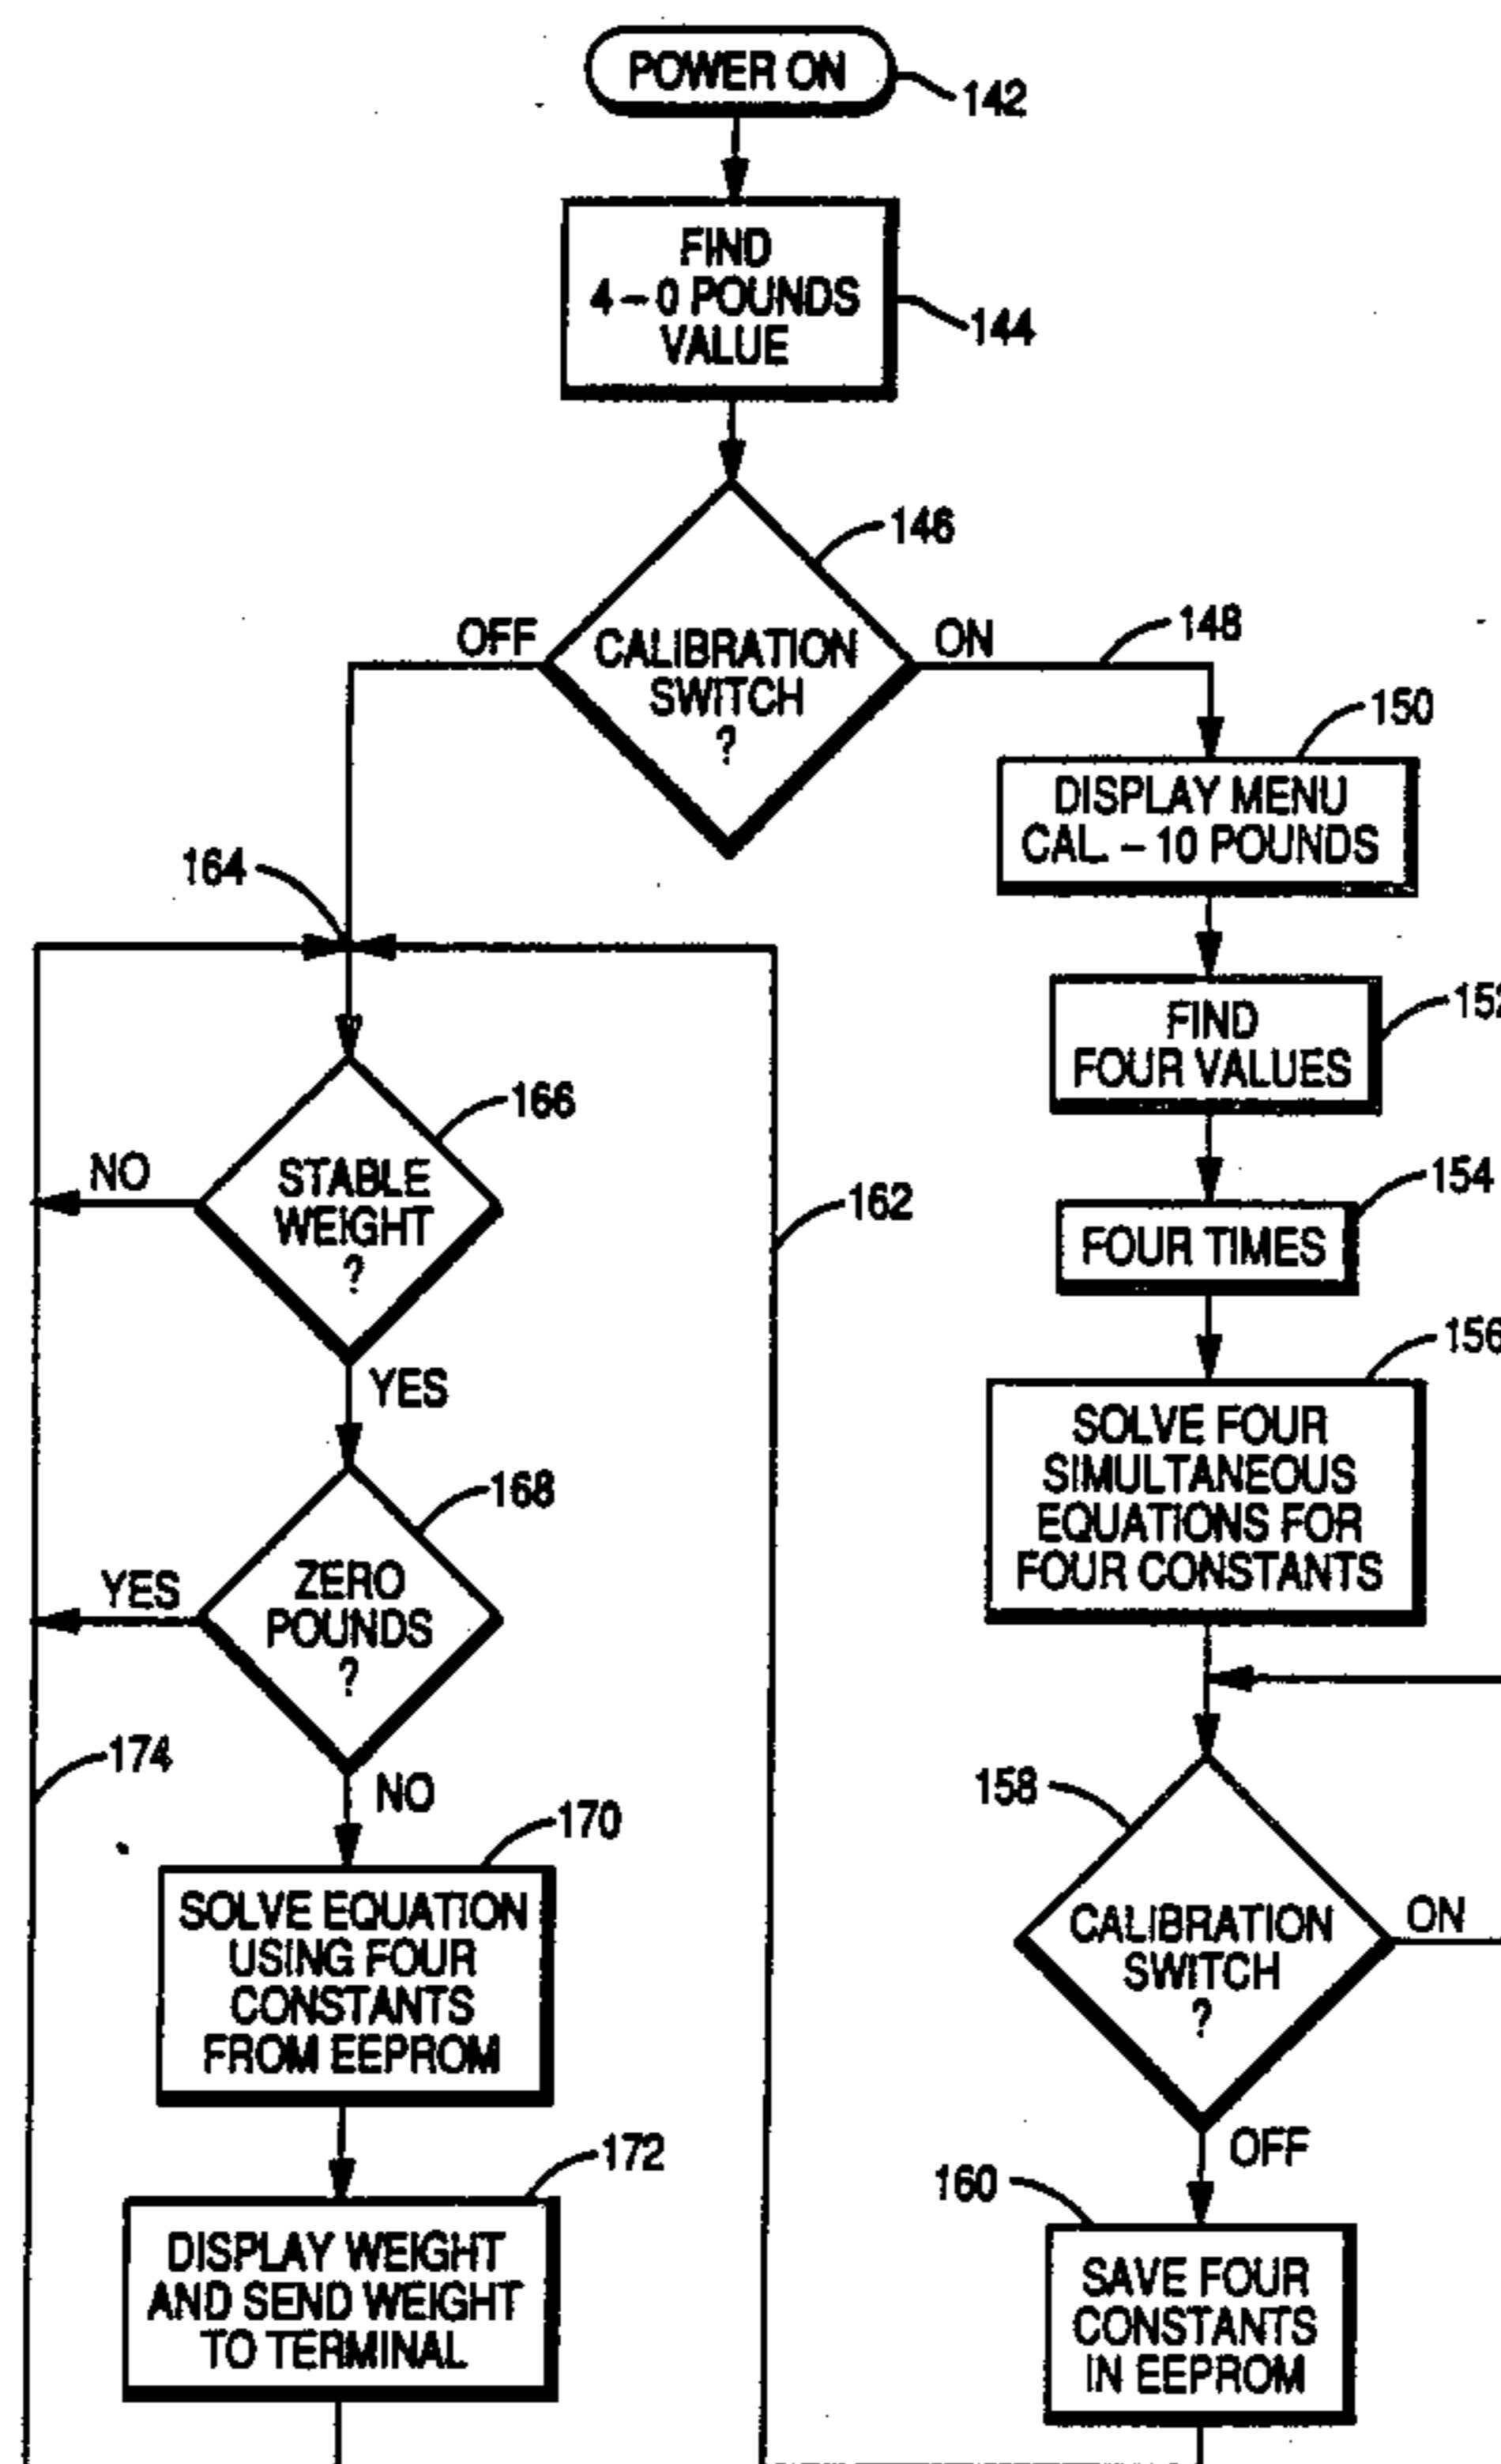 POWER ON
142
FIND
4 – 0 POUNDS
VALUE
144
146
OFF
CALIBRATION
SWITCH
?
ON
148
150
DISPLAY MENU
CAL. – 10 POUNDS
164
FIND
FOUR VALUES
152
166
NO
STABLE
WEIGHT
?
162
154
FOUR TIMES
156
YES
SOLVE FOUR
SIMULTANEOUS
EQUATIONS FOR
FOUR CONSTANTS
168
YES
ZERO
POUNDS
?
174
NO
158
170
SOLVE EQUATION
USING FOUR
CONSTANTS
FROM EEPROM
CALIBRATION
SWITCH
?
ON
OFF
172
160
DISPLAY WEIGHT
AND SEND WEIGHT
TO TERMINAL
SAVE FOUR
CONSTANTS
IN EEPROM